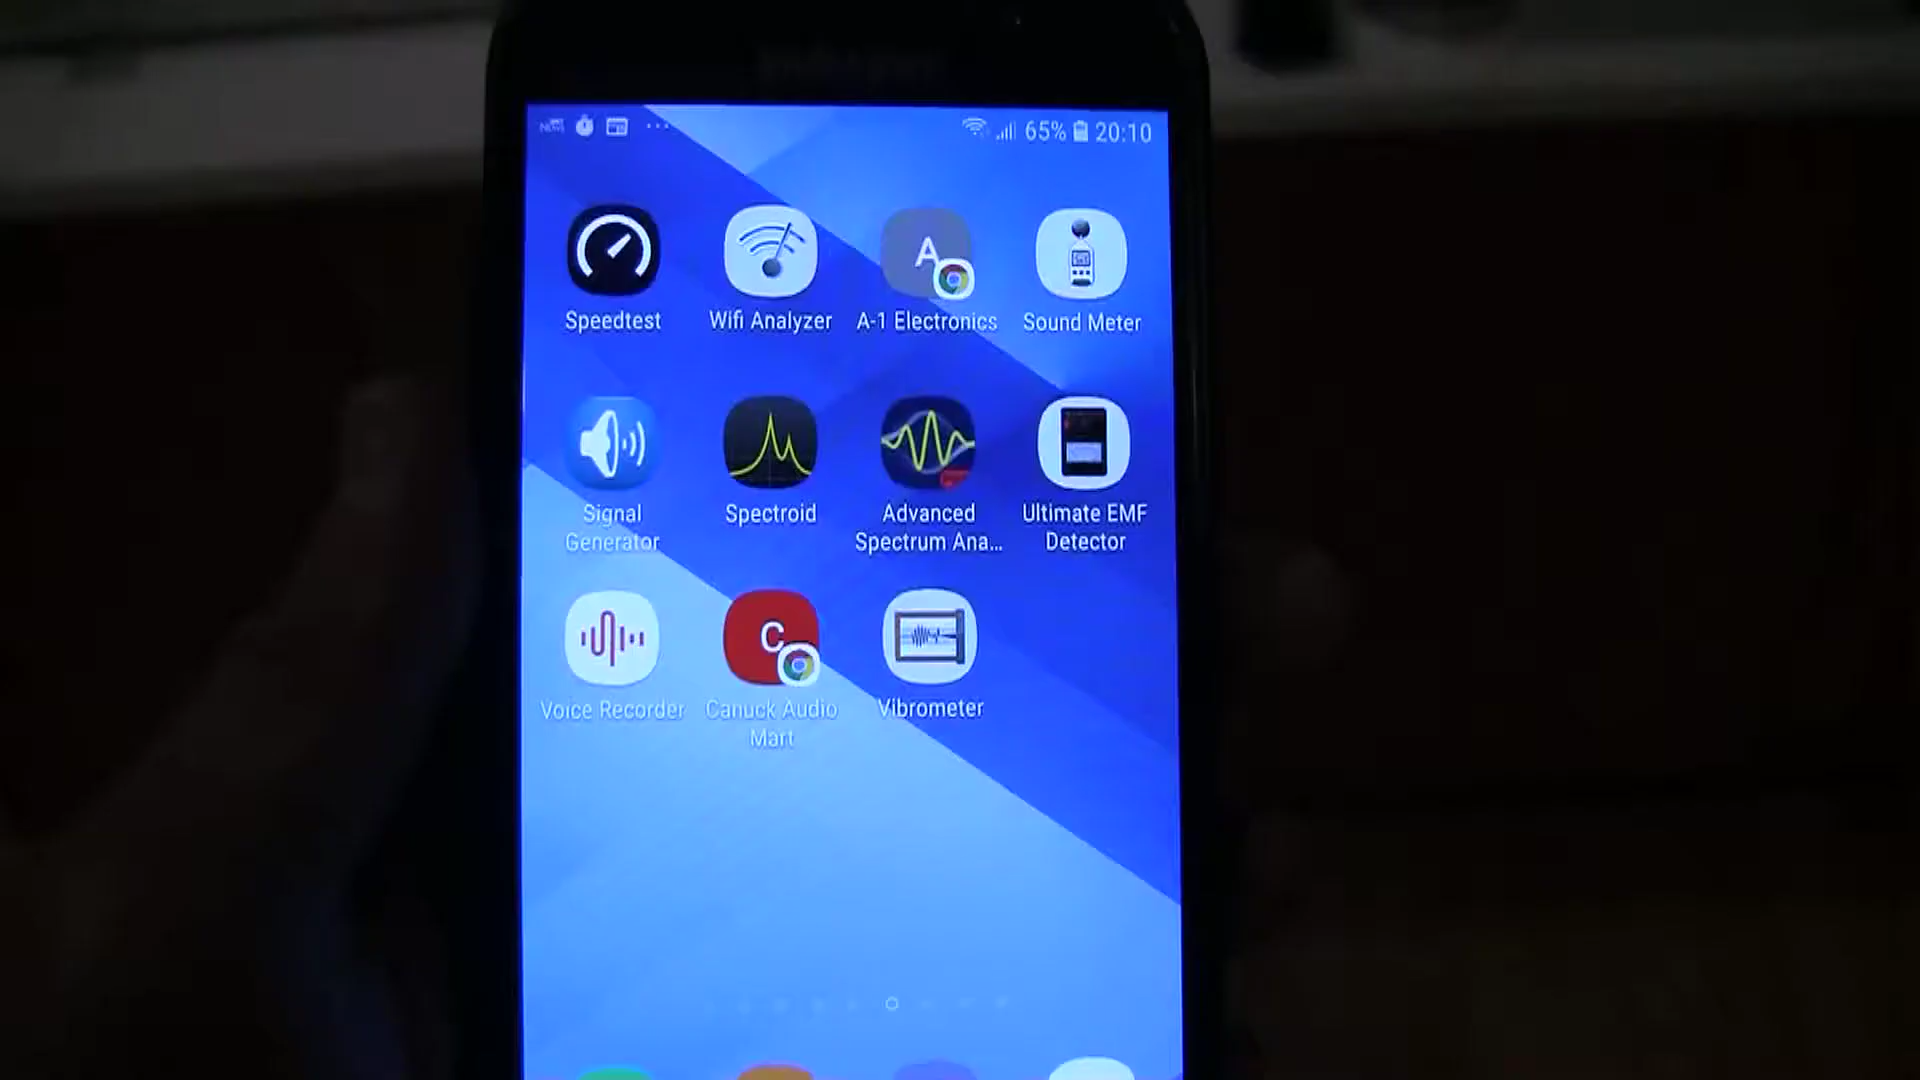 NEWS 65% 20:10
Speedtest Wifi Analyzer A-1 Electronics Sound Meter
A
Signal Generator Spectroid Advanced Spectrum Ana... Ultimate EMF Detector
C
Voice Recorder Canuck Audio Mart Vibrometer